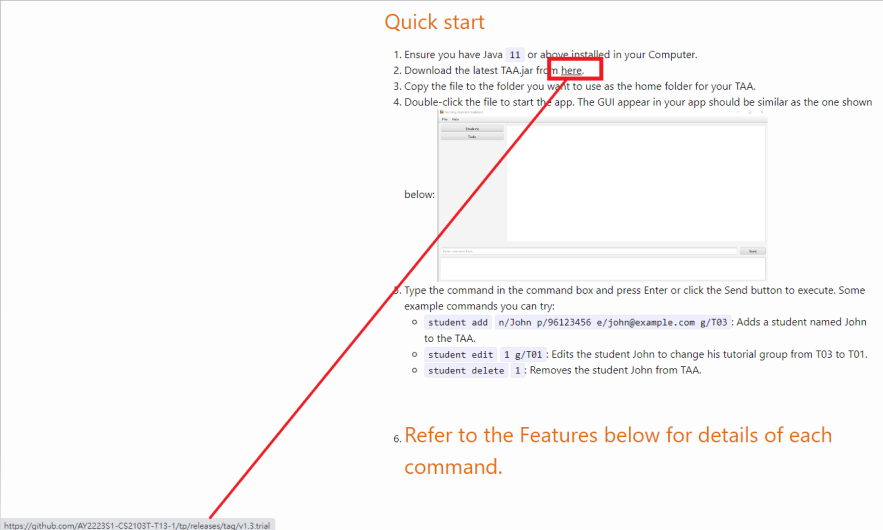 Quick start
1. Ensure you have Java 11 or above installed in your Computer.
2. Download the latest TAA.jar from here.
3. Copy the file to the folder you want to use as the home folder for your TAA.
4. Double-click the file to start the app. The GUI appear in your app should be similar as the one shown
File Help
Student
Tutor
below:
Send
5. Type the command in the command box and press Enter or click the Send button to execute. Some
example commands you can try:
student add n/John p/96123456 e/john@example.com g/T03 : Adds a student named John
to the TAA.
student edit 1 g/T01 : Edits the student John to change his tutorial group from T03 to T01.
student delete 1 : Removes the student John from TAA.
6. Refer to the Features below for details of each
command.
https://github.com/AY2223S1-CS2103T-T13-1/tp/releases/tag/v1.3.trial